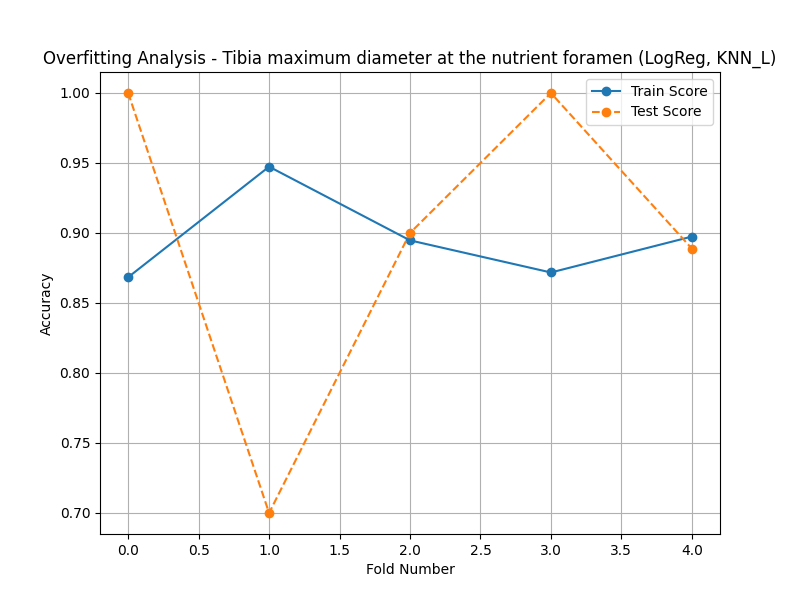 Overfitting Analysis - Tibia maximum diameter at the nutrient foramen (LogReg, KNN_L)
Train Score
Test Score
Accuracy
1.00
0.95
0.90
0.85
0.80
0.75
0.70
0.0 0.5 1.0 1.5 2.0 2.5 3.0 3.5 4.0
Fold Number